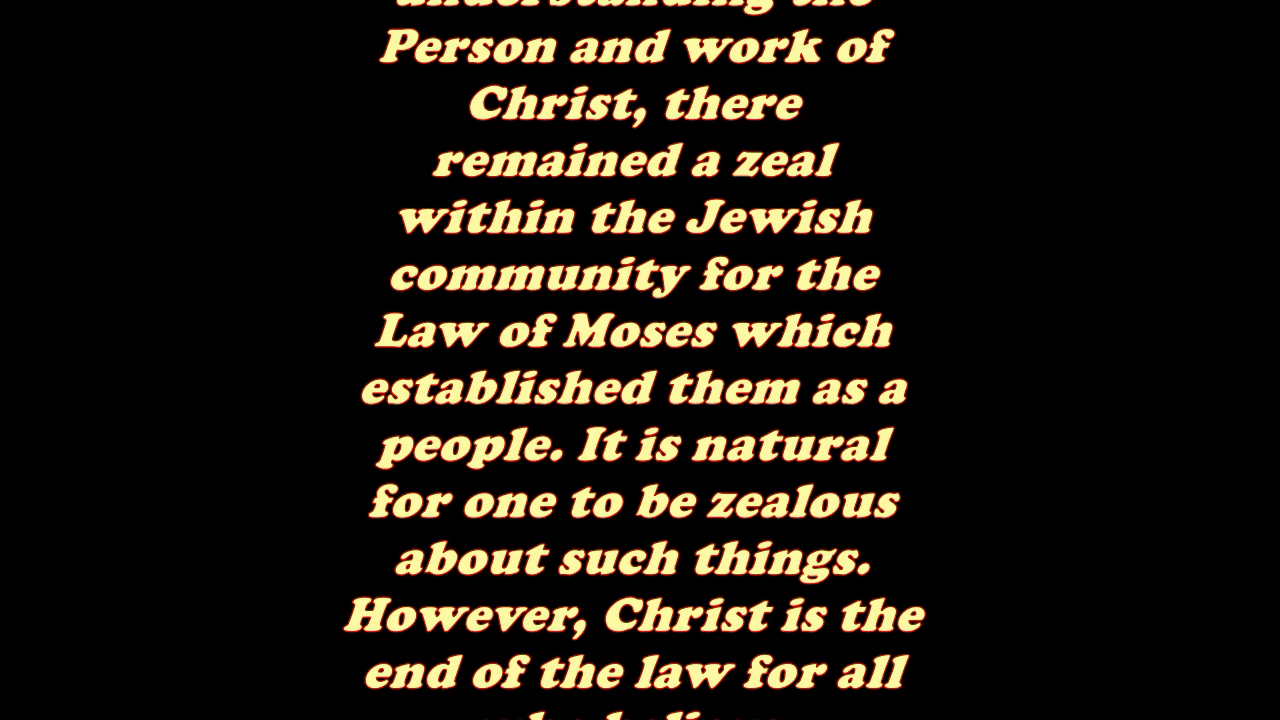 understanding the
Person and work of
Christ, there
remained a zeal
within the Jewish
community for the
Law of Moses which
established them as a
people. It is natural
for one to be zealous
about such things.
However, Christ is the
end of the law for all